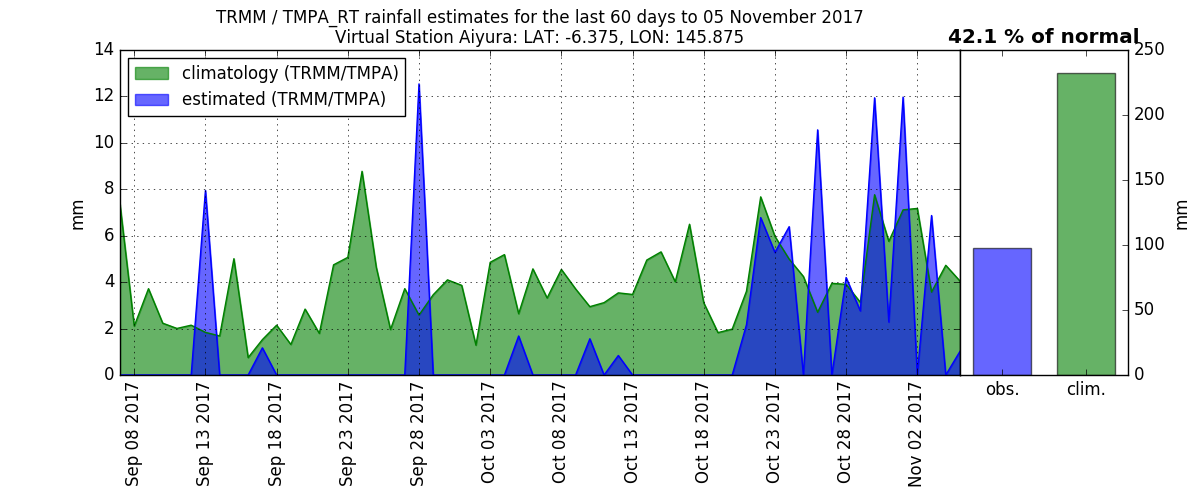 TRMM / TMPA_RT rainfall estimates for the last 60 days to 05 November 2017
Virtual Station Aiyura: LAT: -6.375, LON: 145.875
42.1 % of normal
climatology (TRMM/TMPA)
estimated (TRMM/TMPA)
mm
14
12
10
8
6
4
2
0
Sep 08 2017
Sep 13 2017
Sep 18 2017
Sep 23 2017
Sep 28 2017
Oct 03 2017
Oct 08 2017
Oct 13 2017
Oct 18 2017
Oct 23 2017
Oct 28 2017
Nov 02 2017
obs.
clim.
250
200
150
100
50
0
mm